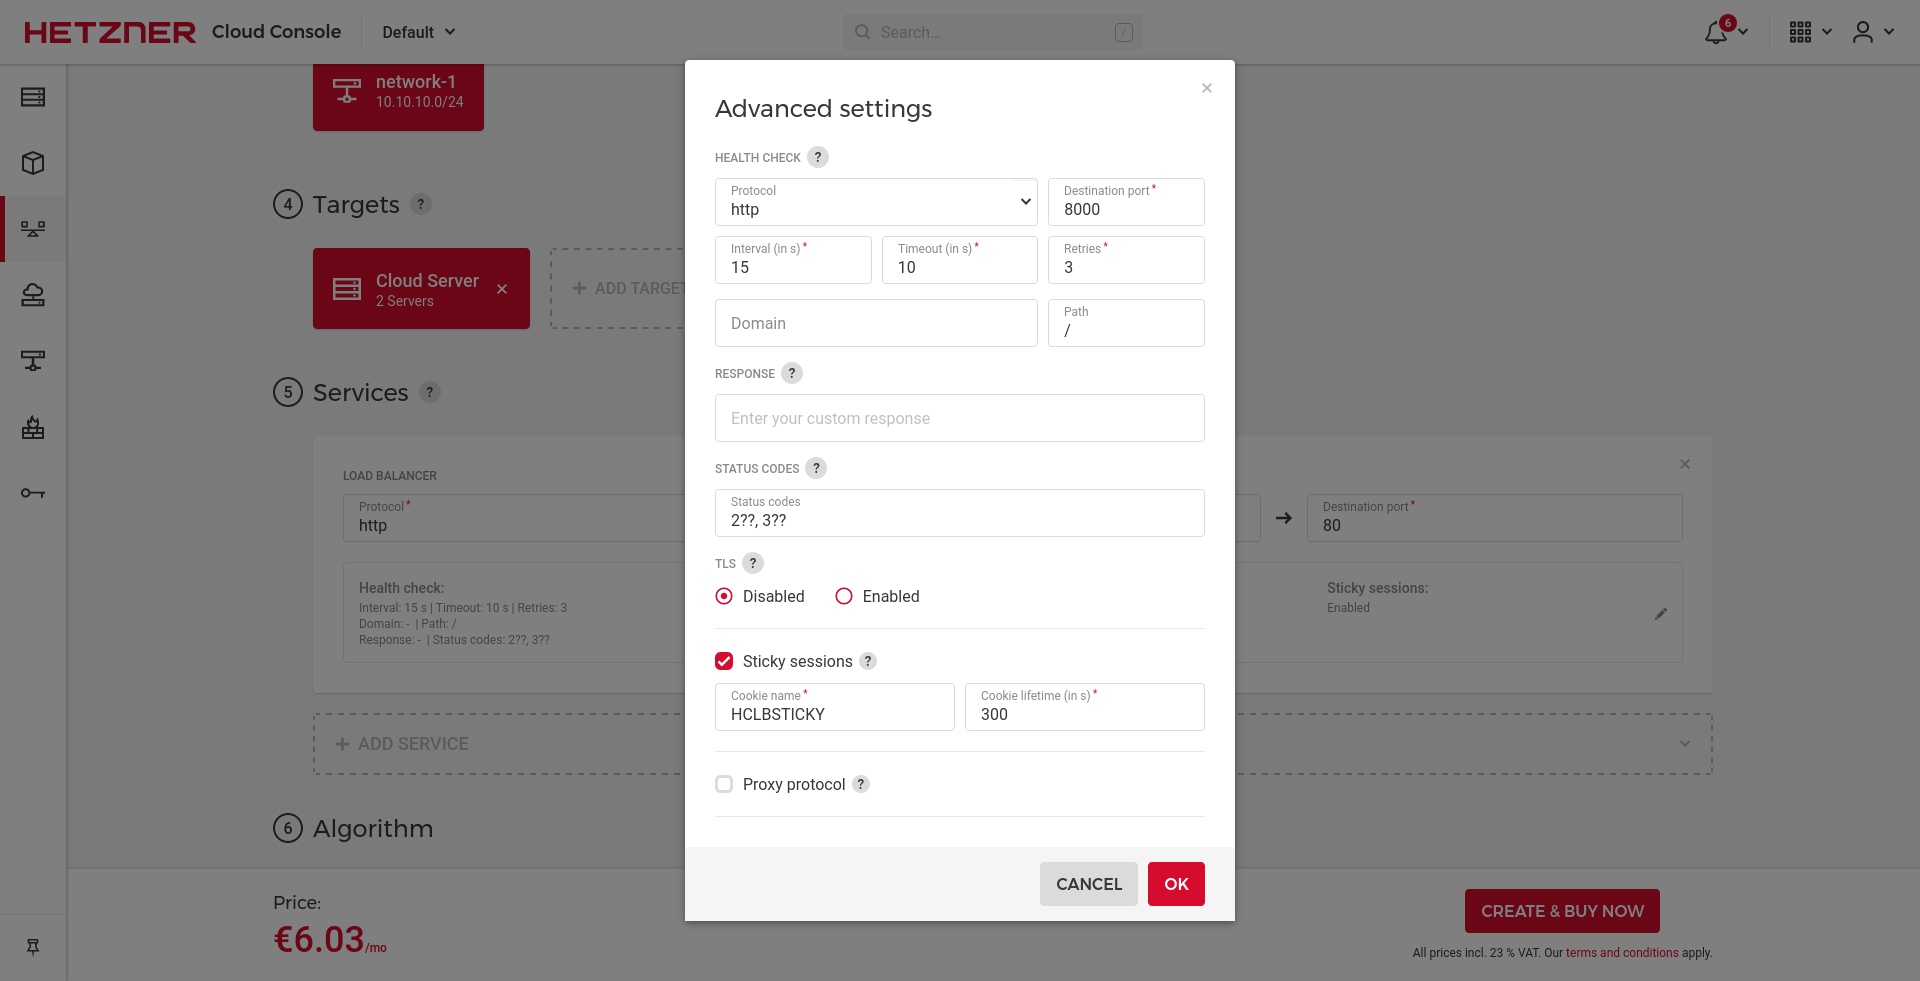 HETZNER Cloud Console Default Search... / 6
network-1
10.10.10.0/24
4 Targets ?
Cloud Server
2 Servers
ADD TARGET
5 Services ?
LOAD BALANCER
Protocol *
http
Destination port *
80
Health check:
Interval: 15 s | Timeout: 10 s | Retries: 3
Domain: - | Path: /
Response: - | Status codes: 2??, 3??
Sticky sessions:
Enabled
ADD SERVICE
6 Algorithm
Price:
€6.03/mo
CREATE & BUY NOW
All prices incl. 23 % VAT. Our terms and conditions apply.
Advanced settings
HEALTH CHECK ?
Protocol
http
Destination port *
8000
Interval (in s) *
15
Timeout (in s) *
10
Retries *
3
Domain
Path
/
RESPONSE ?
Enter your custom response
STATUS CODES ?
Status codes
2??, 3??
TLS ?
Disabled Enabled
Sticky sessions ?
Cookie name *
HCLBSTICKY
Cookie lifetime (in s) *
300
Proxy protocol ?
CANCEL OK